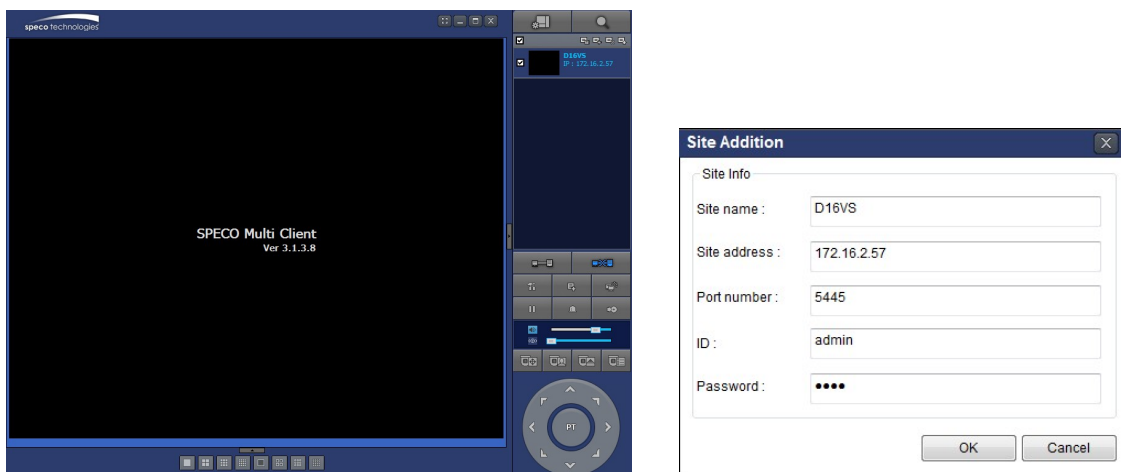 speco technologies
D16VS
IP : 172.16.2.57
SPECO Multi Client
Ver 3.1.3.8
PT
Site Addition
Site Info
Site name : D16VS
Site address : 172.16.2.57
Port number : 5445
ID : admin
Password : ••••
OK Cancel